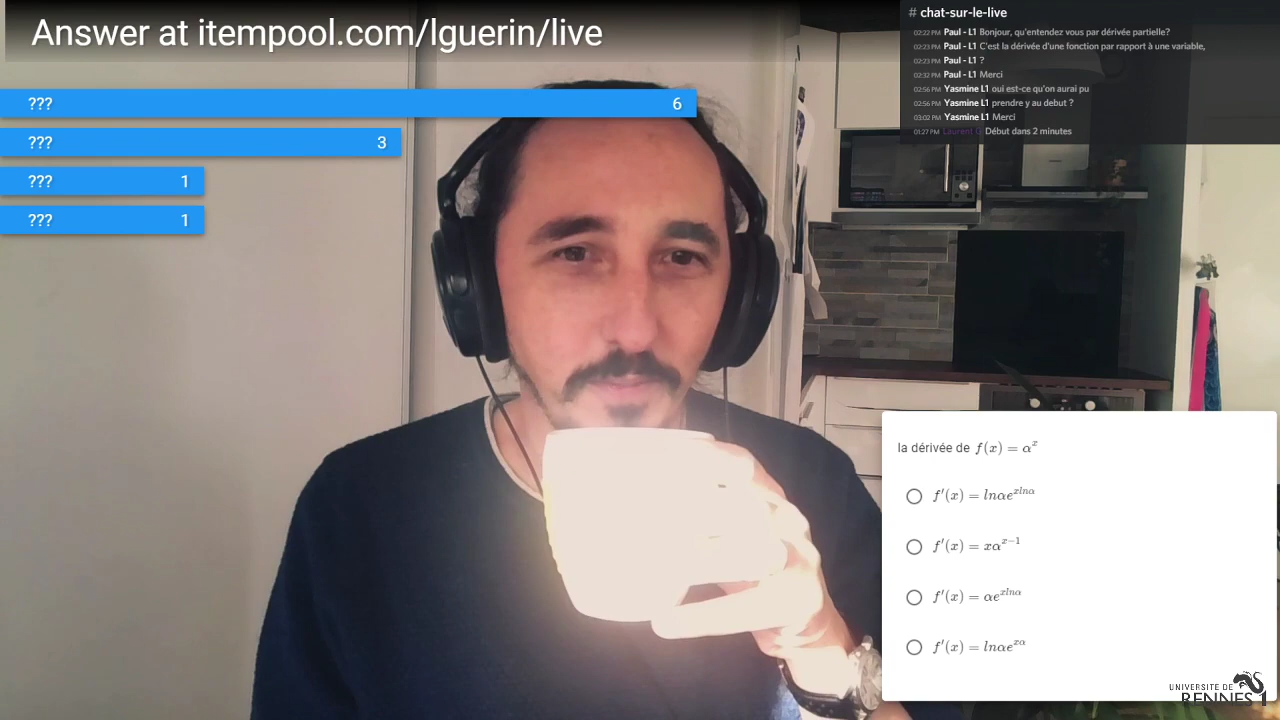 Answer at itempool.com/lguerin/live
??? 6
??? 3
??? 1
??? 1
# chat-sur-le-live
02:22 PM Paul - L1 Bonjour, qu'entendez vous par dérivée partielle?
02:23 PM Paul - L1 C'est la dérivée d'une fonction par rapport à une variable,
02:23 PM Paul - L1 ?
02:32 PM Paul - L1 Merci
02:56 PM Yasmine L1 oui est-ce qu'on aurai pu
02:56 PM Yasmine L1 prendre y au debut ?
03:02 PM Yasmine L1 Merci
01:27 PM Laurent G Début dans 2 minutes
la dérivée de f(x) = α^x
f′(x) = lnαe^{xlnα}
f′(x) = xα^{x−1}
f′(x) = αe^{xlnα}
f′(x) = lnαe^{xα}
UNIVERSITE DE
RENNES 1